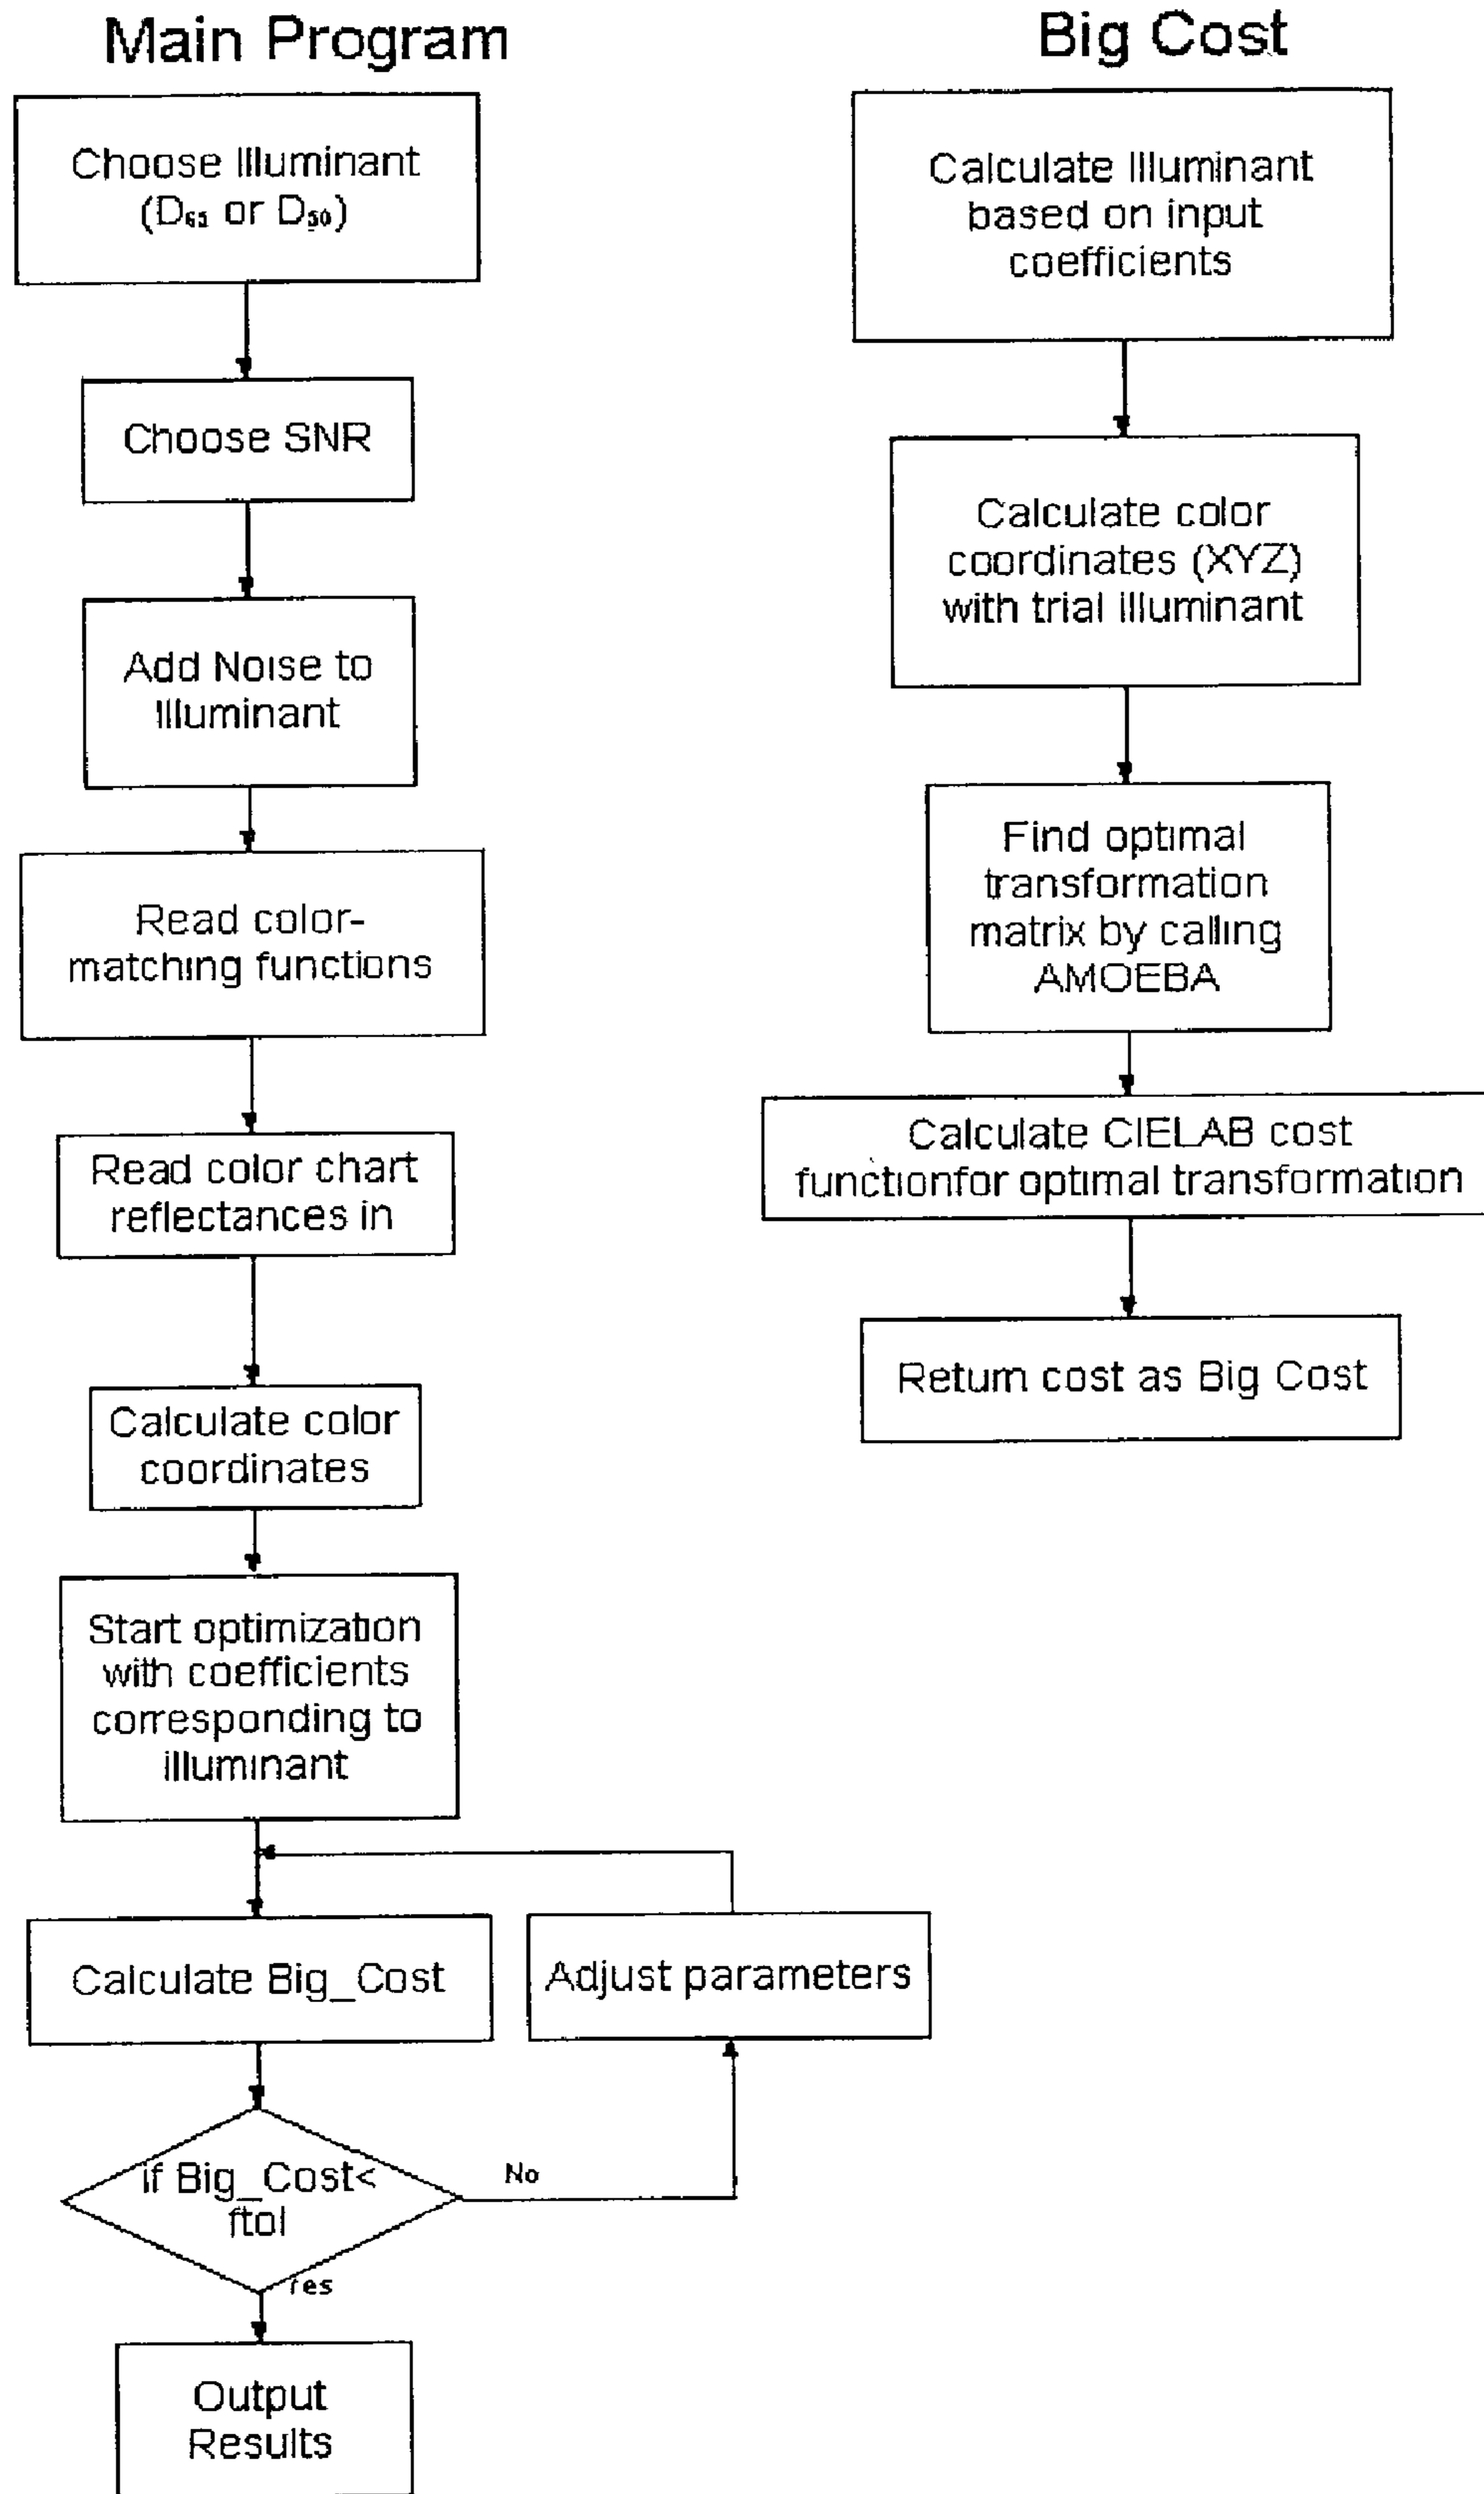 Main Program
Choose Illuminant
(D65 or D50)
Choose SNR
Add Noise to
Illuminant
Read color-
matching functions
Read color chart
reflectances in
Calculate color
coordinates
Start optimization
with coefficients
corresponding to
illuminant
Calculate Big_Cost
Adjust parameters
if Big_Cost<
ftol
No
Yes
Output
Results
Big Cost
Calculate Illuminant
based on input
coefficients
Calculate color
coordinates (XYZ)
with trial illuminant
Find optimal
transformation
matrix by calling
AMOEBA
Calculate CIELAB cost
functionfor optimal transformation
Return cost as Big Cost